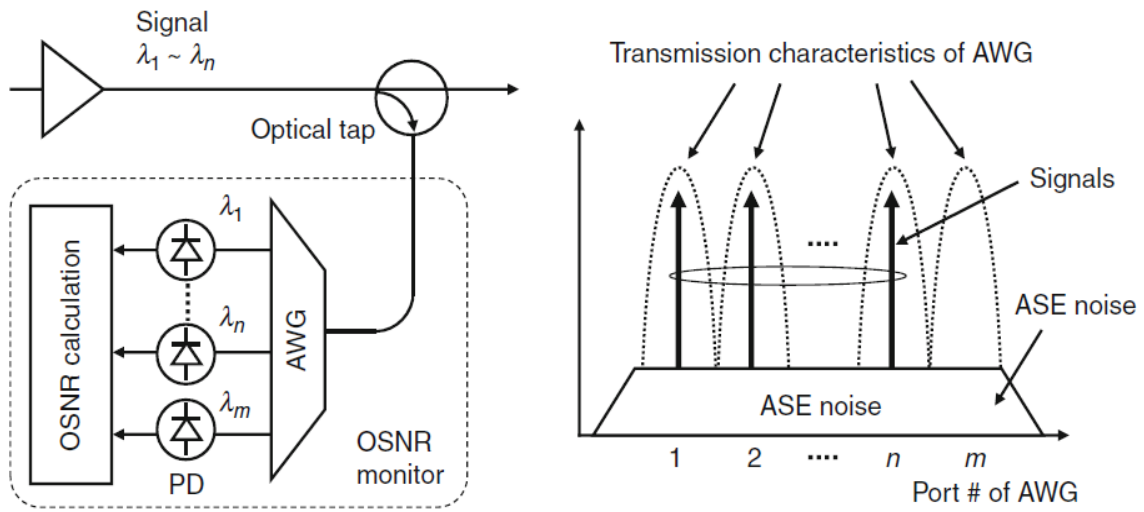 Signal
λ1 ~ λn
Optical tap
OSNR calculation
λ1
λn
λm
AWG
PD
OSNR
monitor
Transmission characteristics of AWG
Signals
ASE noise
ASE noise
1 2 .... n m
Port # of AWG